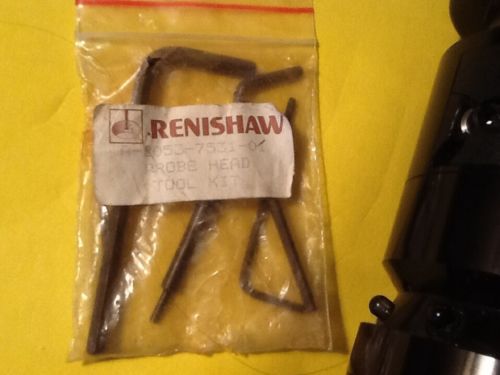 RENISHAW
PROBE HEAD
TOOL KIT